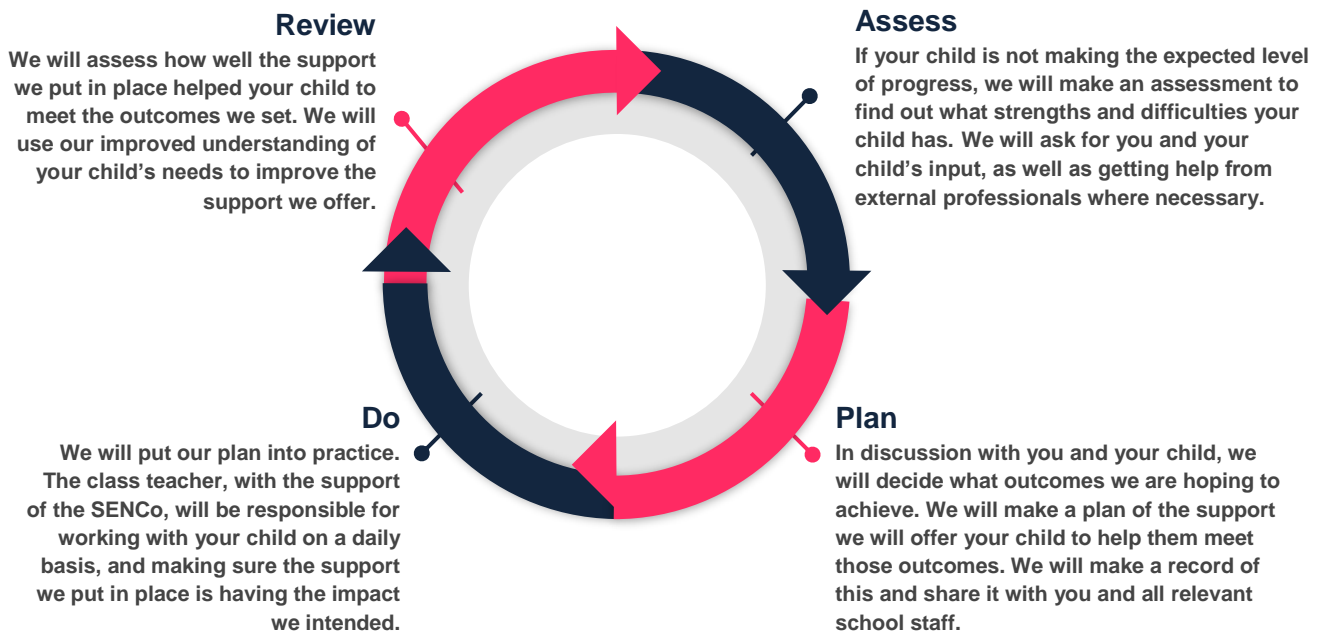 Review
We will assess how well the support
we put in place helped your child to
meet the outcomes we set. We will
use our improved understanding of
your child’s needs to improve the
support we offer.
Assess
If your child is not making the expected level
of progress, we will make an assessment to
find out what strengths and difficulties your
child has. We will ask for you and your
child’s input, as well as getting help from
external professionals where necessary.
Do
We will put our plan into practice.
The class teacher, with the support
of the SENCo, will be responsible for
working with your child on a daily
basis, and making sure the support
we put in place is having the impact
we intended.
Plan
In discussion with you and your child, we
will decide what outcomes we are hoping to
achieve. We will make a plan of the support
we will offer your child to help them meet
those outcomes. We will make a record of
this and share it with you and all relevant
school staff.